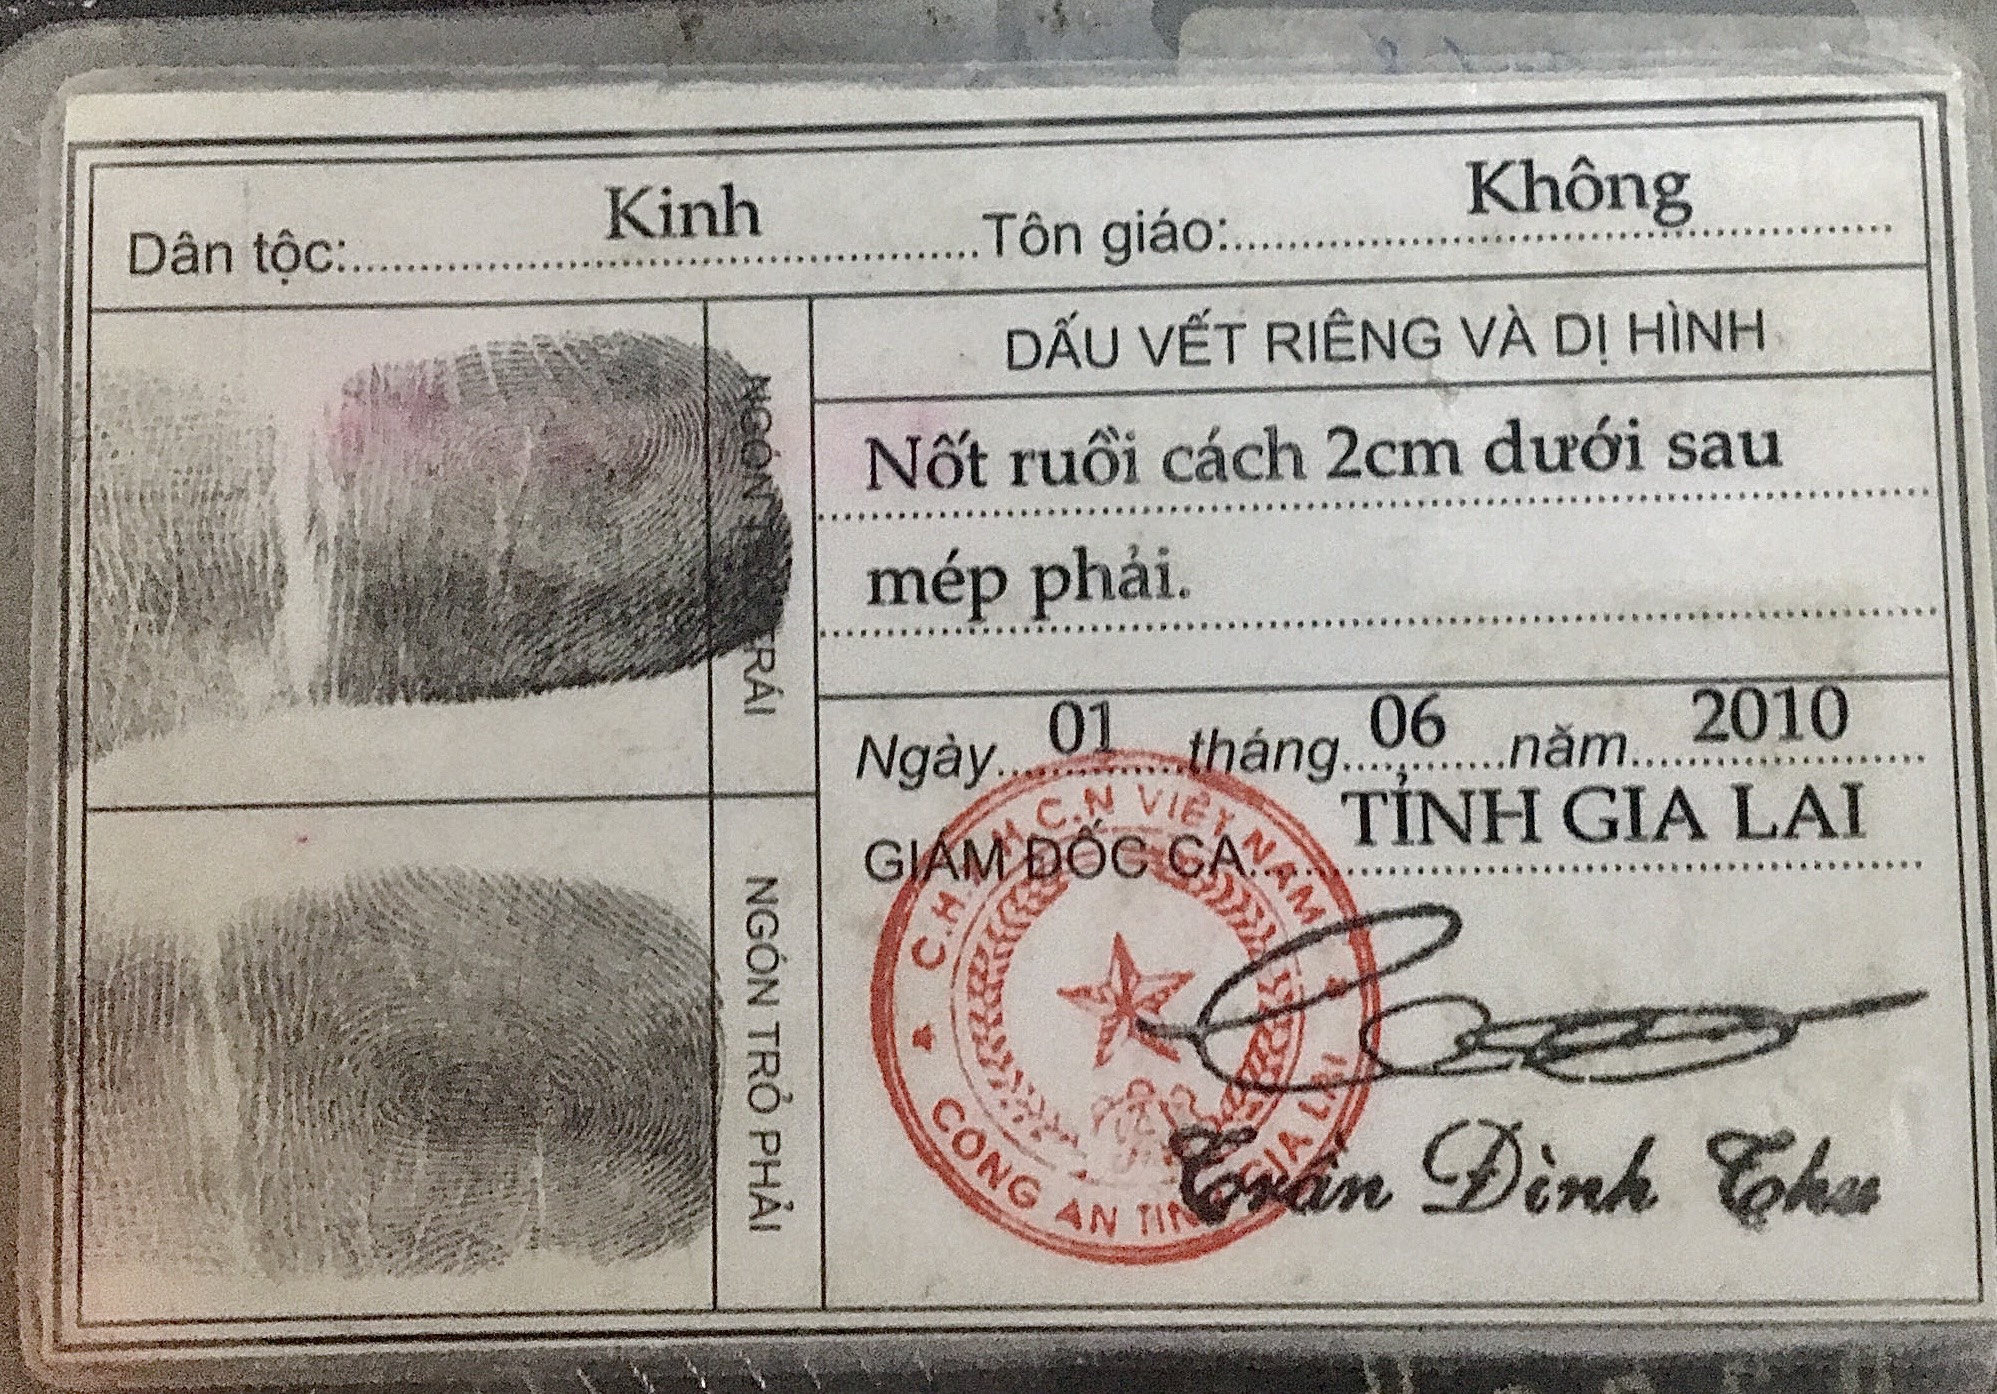 Dân tộc: Kinh Tôn giáo: Không
NGÓN TRÁI
DẤU VẾT RIÊNG VÀ DỊ HÌNH
Nốt ruồi cách 2cm dưới sau
mép phải.
NGÓN TRỎ PHẢI
Ngày 01 tháng 06 năm 2010
GIÁM ĐỐC CA TỈNH GIA LAI
C.H.X.H C.N VIỆT NAM
CÔNG AN TỈNH GIA LAI
Trần Đình Thu